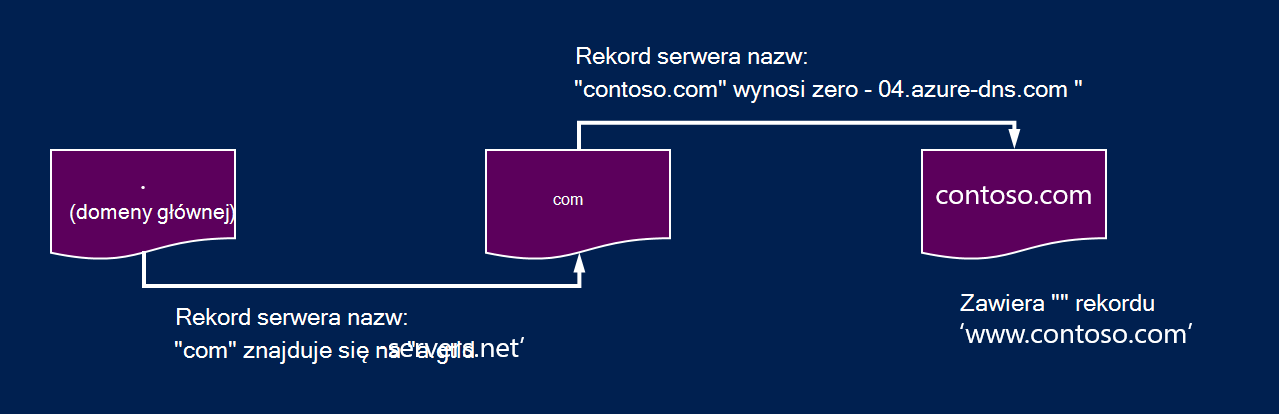 Rekord serwera nazw:
"contoso.com" wynosi zero - 04.azure-dns.com "
.
(domeny głównej)
com
contoso.com
Rekord serwera nazw:
"com" znajduje się na "a.gtld-servers.net’
Zawiera "" rekordu
‘www.contoso.com’